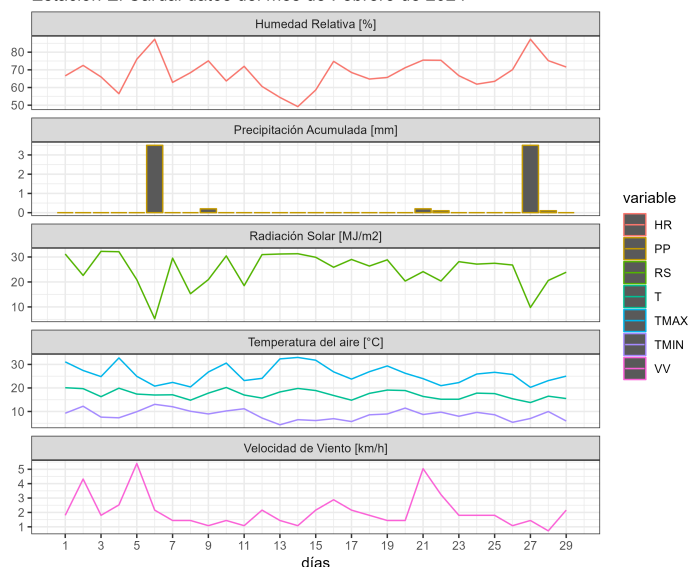 Humedad Relativa [%]
80
70
60
50
Precipitación Acumulada [mm]
3
2
1
0
Radiación Solar [MJ/m2]
30
20
10
Temperatura del aire [°C]
30
20
10
Velocidad de Viento [km/h]
5
4
3
2
1
1 3 5 7 9 11 13 15 17 19 21 23 25 27 29
días
variable
HR
PP
RS
T
TMAX
TMIN
VV